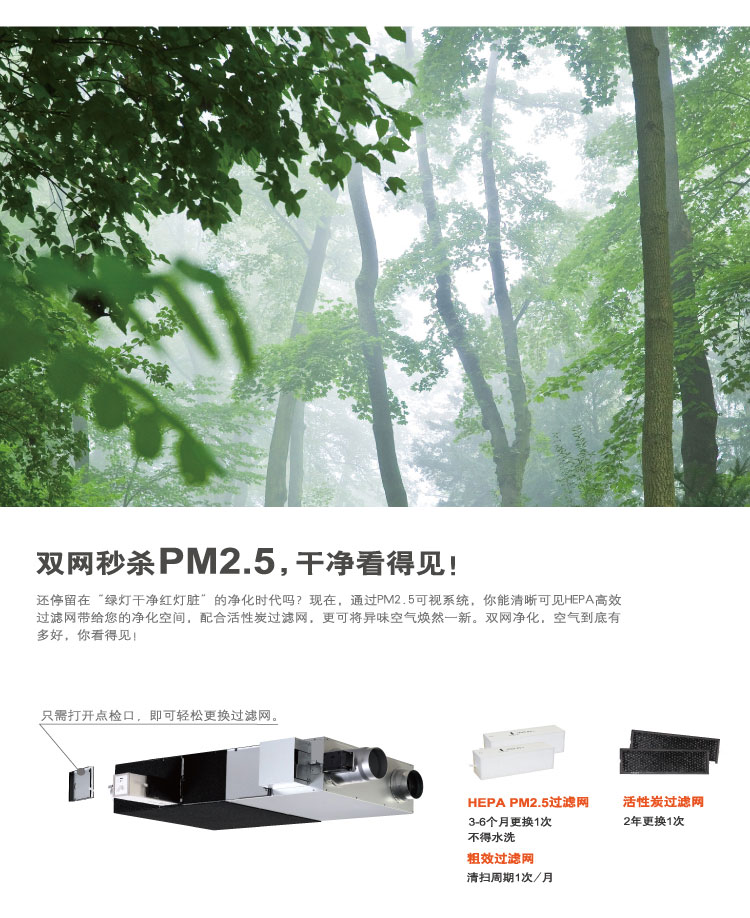 双网秒杀PM2.5,干净看得见!
还停留在“绿灯干净红灯脏”的净化时代吗?现在,通过PM2.5可视系统,你能清晰可见HEPA高效
过滤网带给您的净化空间,配合活性炭过滤网,更可将异味空气焕然一新。双网净化,空气到底有
多好,你看得见!
只需打开点检口,即可轻松更换过滤网。
HEPA PM2.5过滤网
3-6个月更换1次
不得水洗
粗效过滤网
清扫周期1次/月
活性炭过滤网
2年更换1次